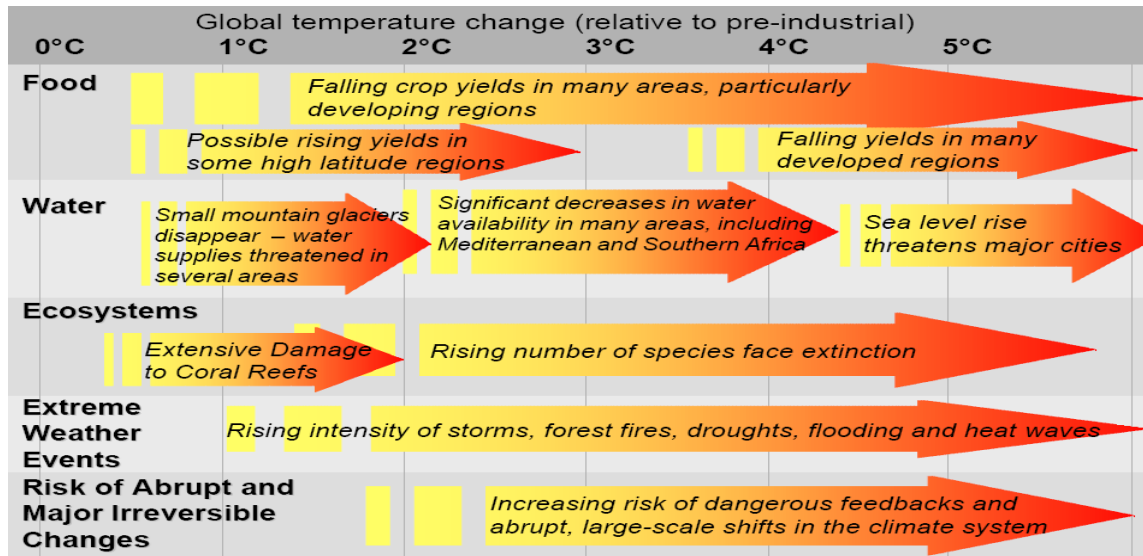 Global temperature change (relative to pre-industrial)
0°C 1°C 2°C 3°C 4°C 5°C
Food
Falling crop yields in many areas, particularly
developing regions
Possible rising yields in
some high latitude regions
Falling yields in many
developed regions
Water
Small mountain glaciers
disappear – water
supplies threatened in
several areas
Significant decreases in water
availability in many areas, including
Mediterranean and Southern Africa
Sea level rise
threatens major cities
Ecosystems
Extensive Damage
to Coral Reefs
Rising number of species face extinction
Extreme
Weather
Events
Rising intensity of storms, forest fires, droughts, flooding and heat waves
Risk of Abrupt and
Major Irreversible
Changes
Increasing risk of dangerous feedbacks and
abrupt, large-scale shifts in the climate system